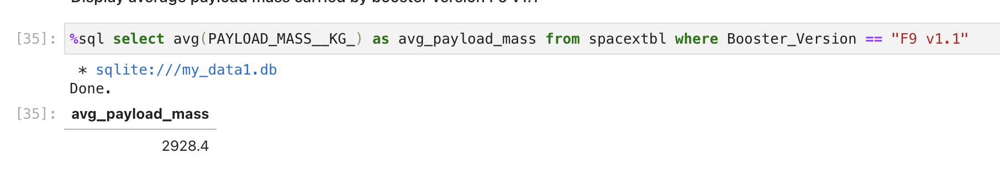 Display average payload mass carried by booster version F9 v1.1
[35]: %sql select avg(PAYLOAD_MASS__KG_) as avg_payload_mass from spacextbl where Booster_Version == "F9 v1.1"
* sqlite:///my_data1.db
Done.
[35]: avg_payload_mass
2928.4